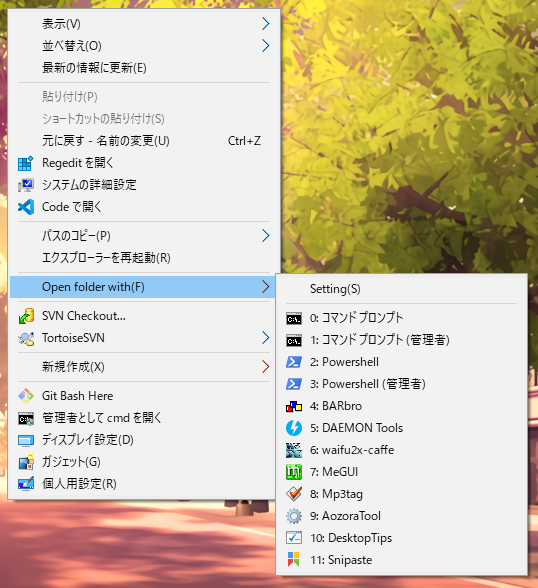 表示(V)
並べ替え(O)
最新の情報に更新(E)
貼り付け(P)
ショートカットの貼り付け(S)
元に戻す - 名前の変更(U) Ctrl+Z
Regedit を開く
システムの詳細設定
Code で開く
パスのコピー(P)
エクスプローラーを再起動(R)
Open folder with(F)
SVN Checkout...
TortoiseSVN
新規作成(X)
Git Bash Here
管理者として cmd を開く
ディスプレイ設定(D)
ガジェット(G)
個人用設定(R)
Setting(S)
0: コマンド プロンプト
1: コマンド プロンプト (管理者)
2: Powershell
3: Powershell (管理者)
4: BARbro
5: DAEMON Tools
6: waifu2x-caffe
7: MeGUI
8: Mp3tag
9: AozoraTool
10: DesktopTips
11: Snipaste